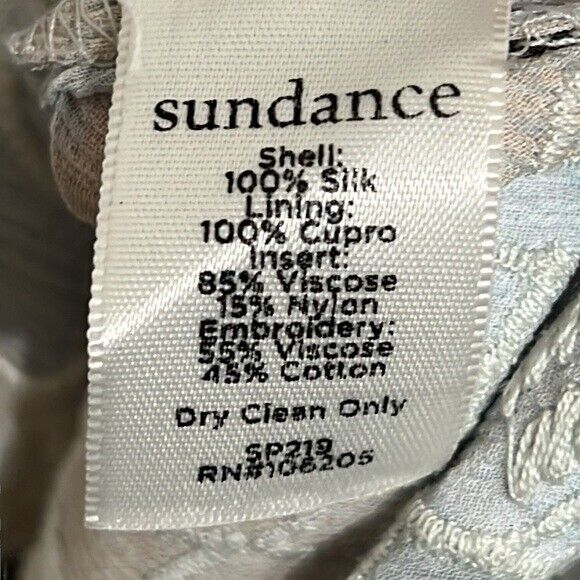 sundance
Shell:
100% Silk
Lining:
100% Cupro
Insert:
85% Viscose
15% Nylon
Embroidery:
55% Viscose
45% Cotton
Dry Clean Only
SP219
RN#106205